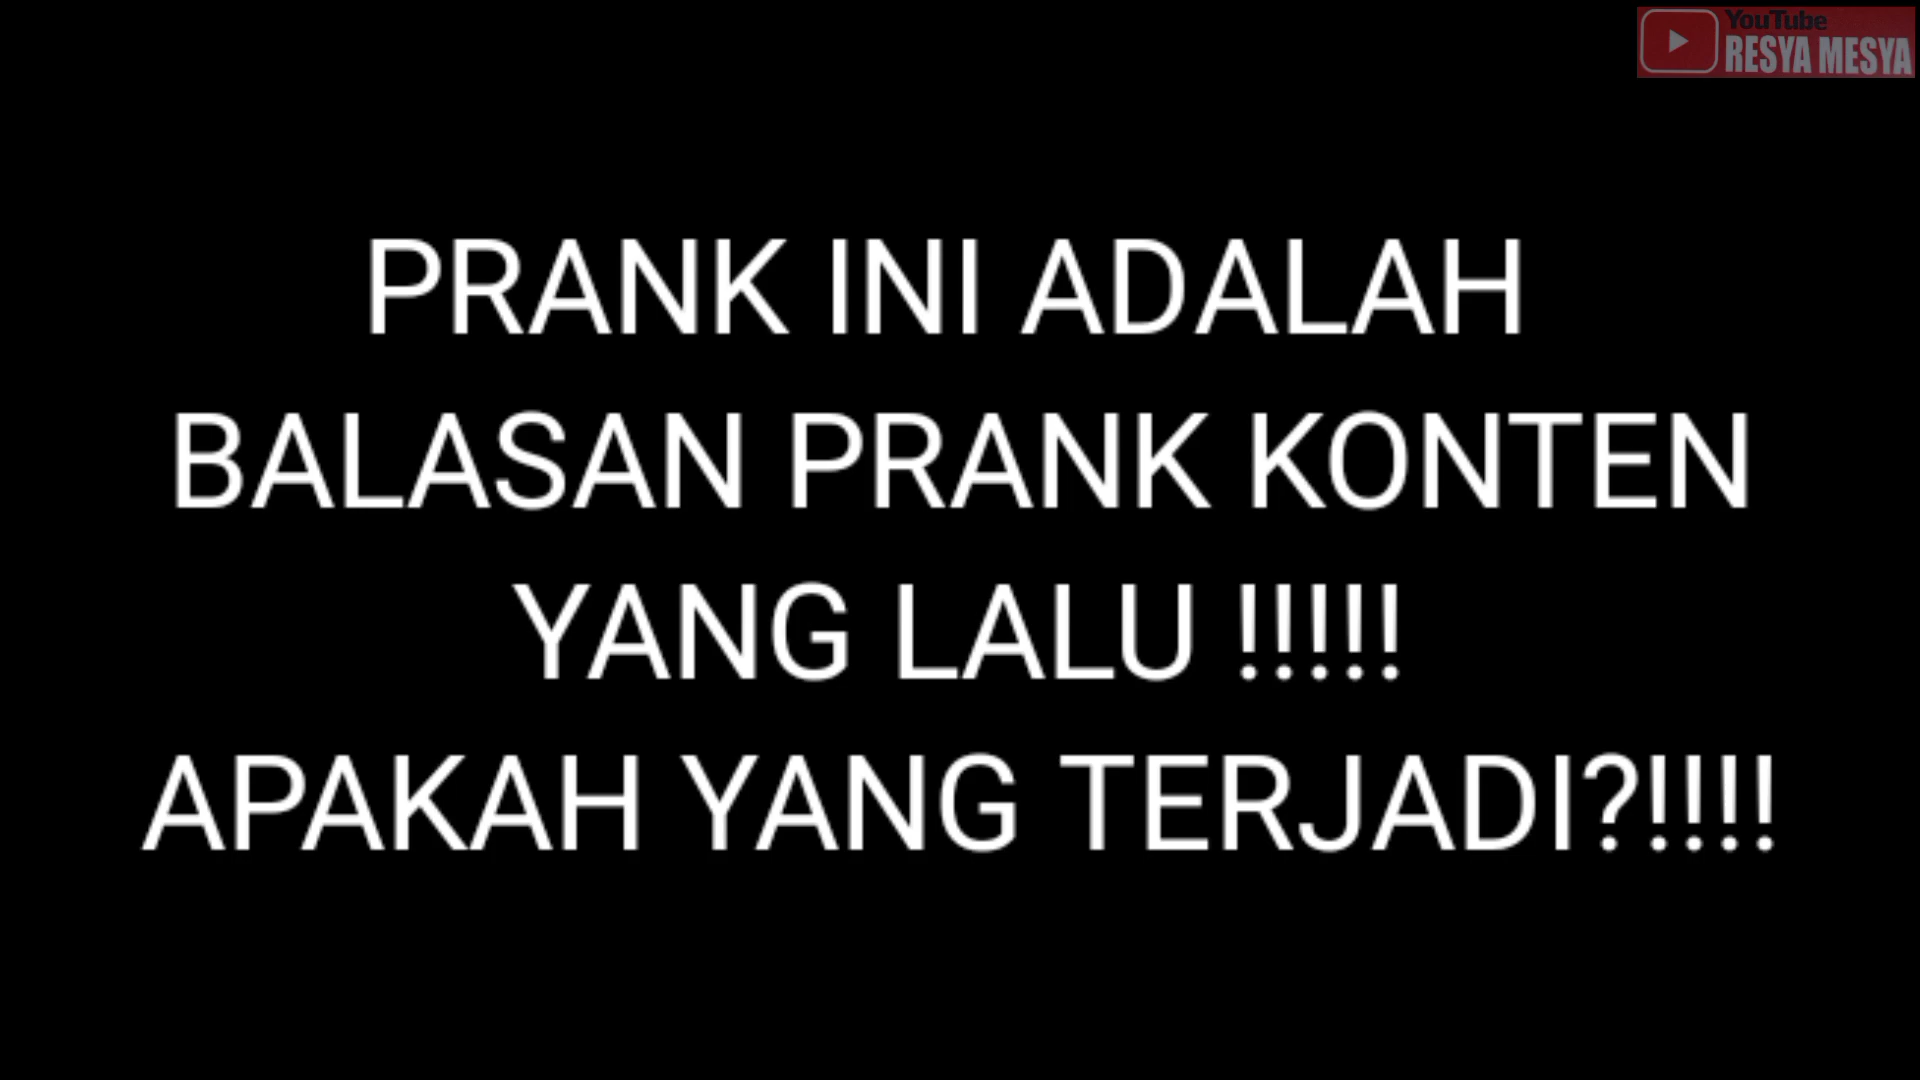 YouTube
RESYA MESYA
PRANK INI ADALAH
BALASAN PRANK KONTEN
YANG LALU !!!!!
APAKAH YANG TERJADI?!!!!